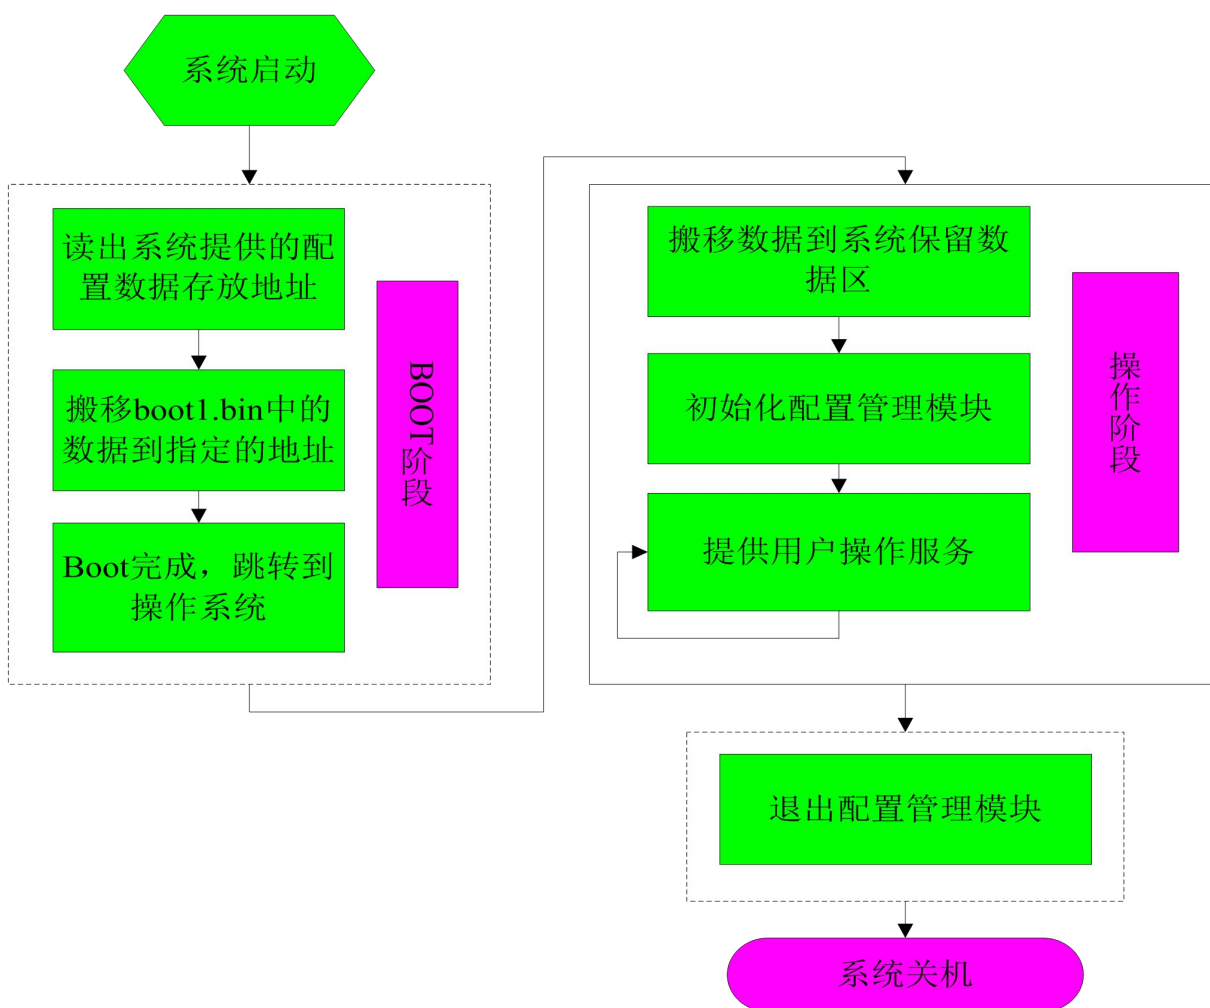 系统启动
读出系统提供的配
置数据存放地址
搬移boot1.bin中的
数据到指定的地址
Boot完成，跳转到
操作系统
BOOT阶段
搬移数据到系统保留数
据区
初始化配置管理模块
提供用户操作服务
操作阶段
退出配置管理模块
系统关机